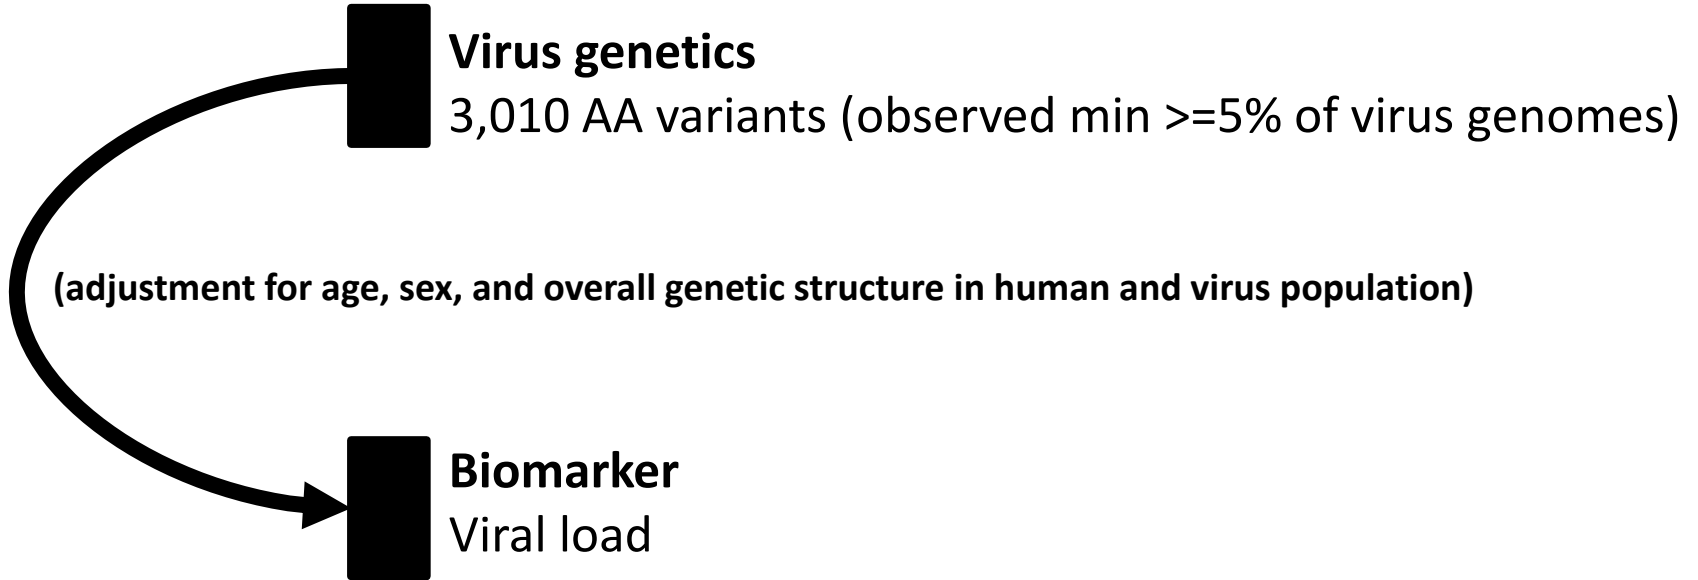 Virus genetics
3,010 AA variants (observed min >=5% of virus genomes)
(adjustment for age, sex, and overall genetic structure in human and virus population)
Biomarker
Viral load